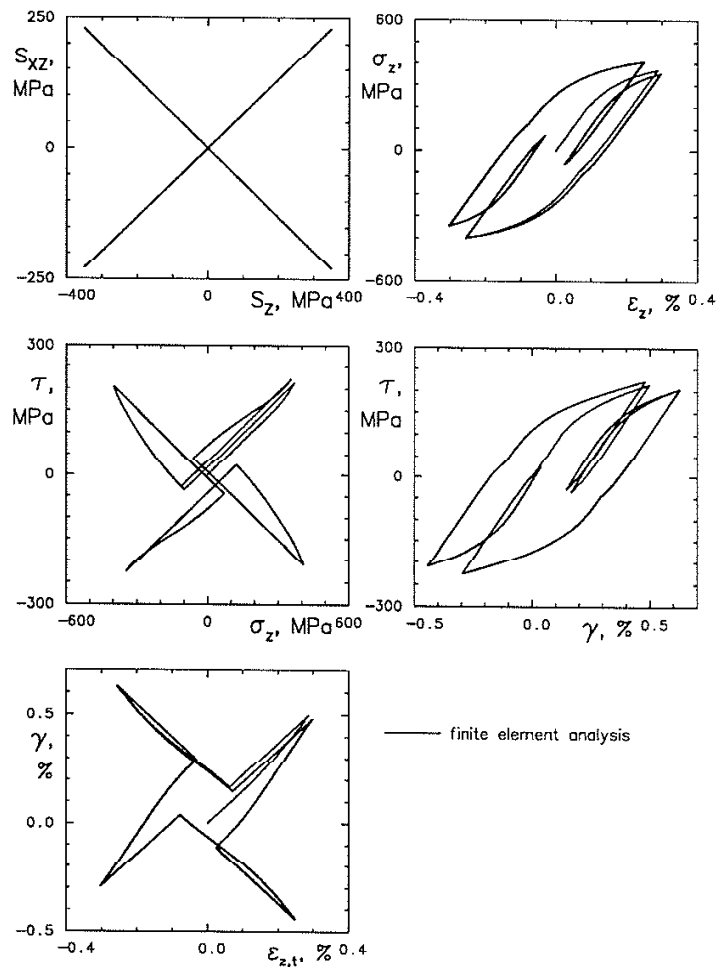 250
S_XZ,
MPa
0
-250
-400 0 400
S_Z, MPa
600
σ_z,
MPa
0
-600
-0.4 0.0 0.4
ε_z, %
300
τ,
MPa
0
-300
-600 0 600
σ_z, MPa
300
τ,
MPa
0
-300
-0.5 0.0 0.5
γ, %
0.5
γ,
%
0.0
-0.5
-0.4 0.0 0.4
ε_z,t, %
finite element analysis